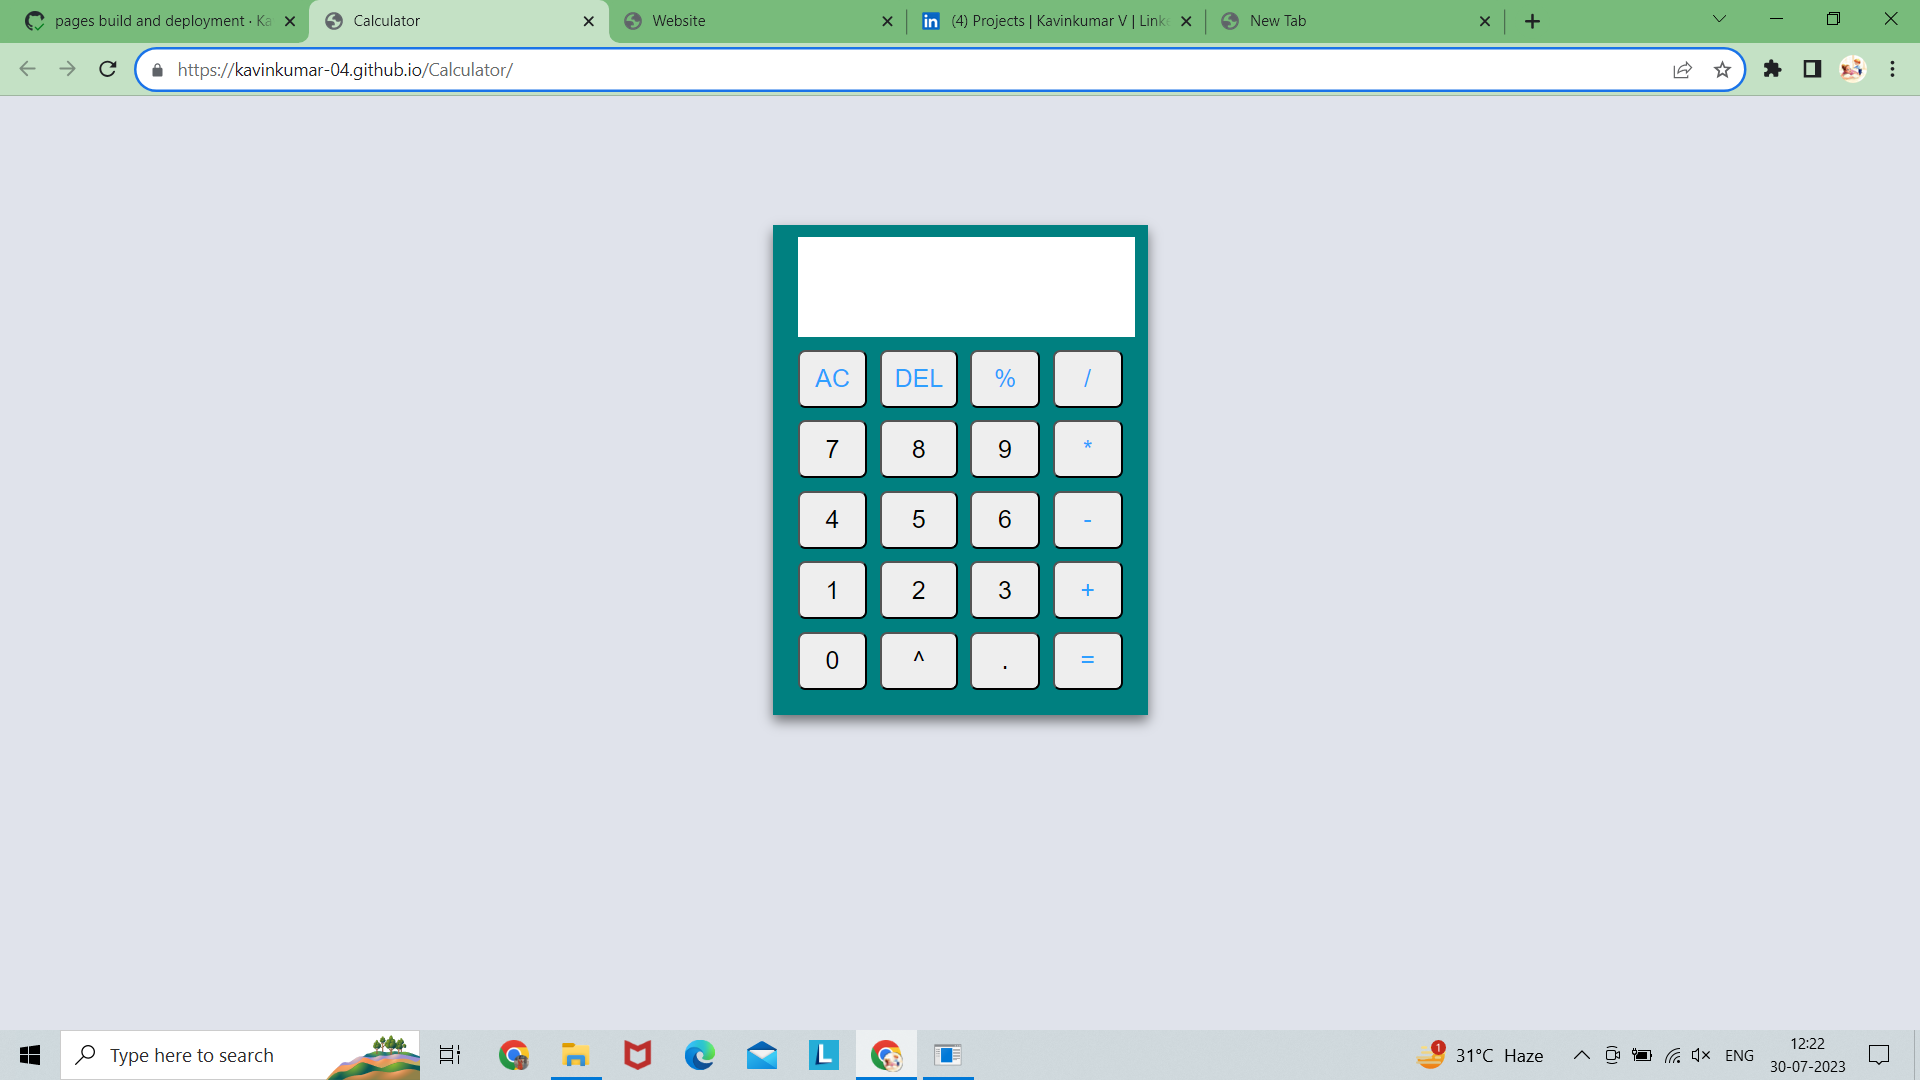 pages build and deployment · Ka
Calculator
Website
(4) Projects | Kavinkumar V | Linke
New Tab
https://kavinkumar-04.github.io/Calculator/
AC DEL % /
7 8 9 *
4 5 6 -
1 2 3 +
0 ^ . =
Type here to search
1
31°C Haze
ENG
12:22
30-07-2023